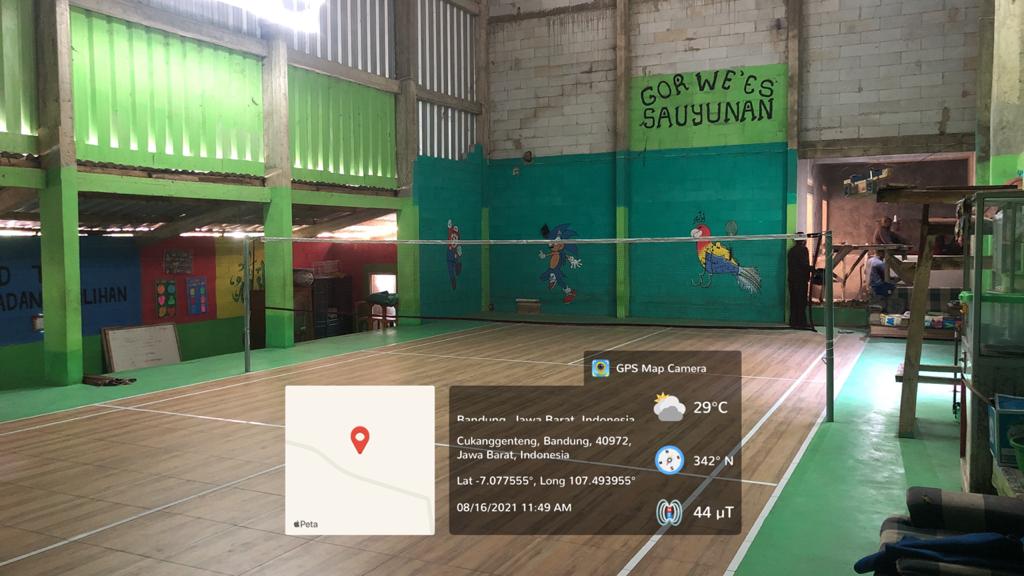 GOR WE'ES
SAUYUNAN
GPS Map Camera
29°C
Bandung, Jawa Barat, Indonesia
Cukanggenteng, Bandung, 40972,
Jawa Barat, Indonesia
342° N
Lat -7.077555°, Long 107.493955°
08/16/2021 11:49 AM
44 µT
Peta